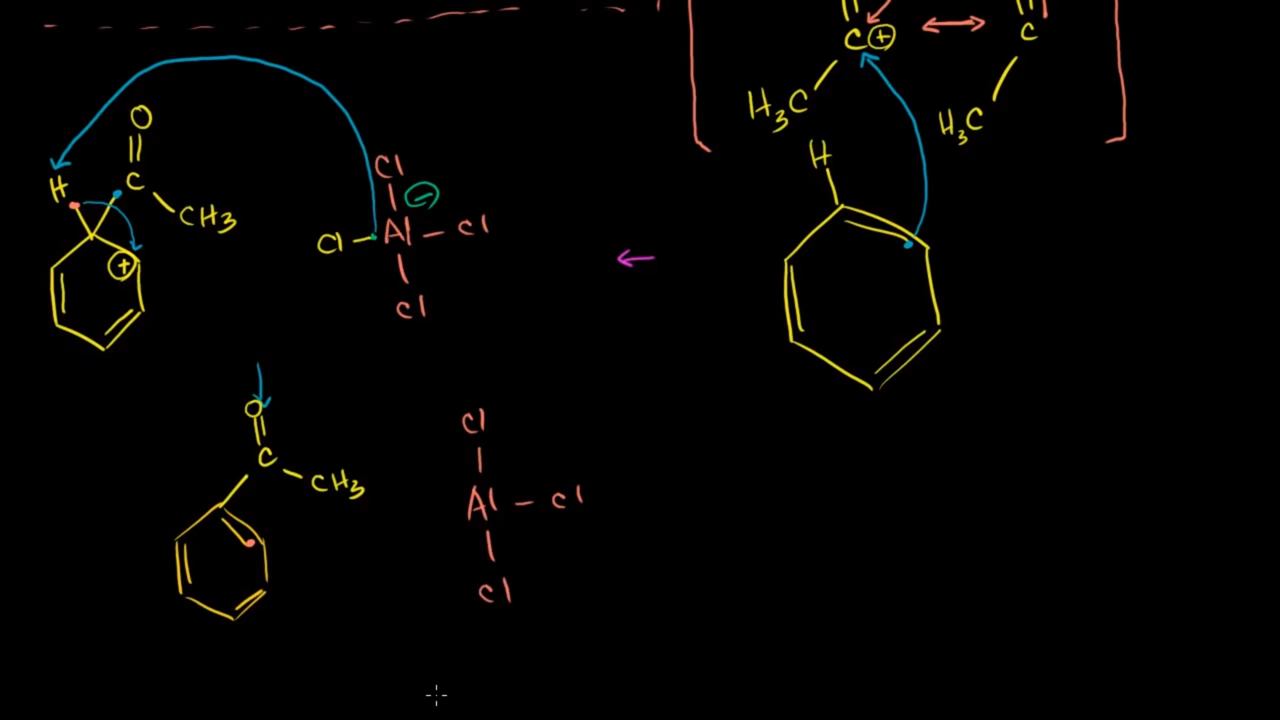 C + C
H₃C H₃C
O
H C CH₃
H
+
Cl
−
Cl Al Cl
Cl
O
C CH₃
Cl
Al Cl
Cl